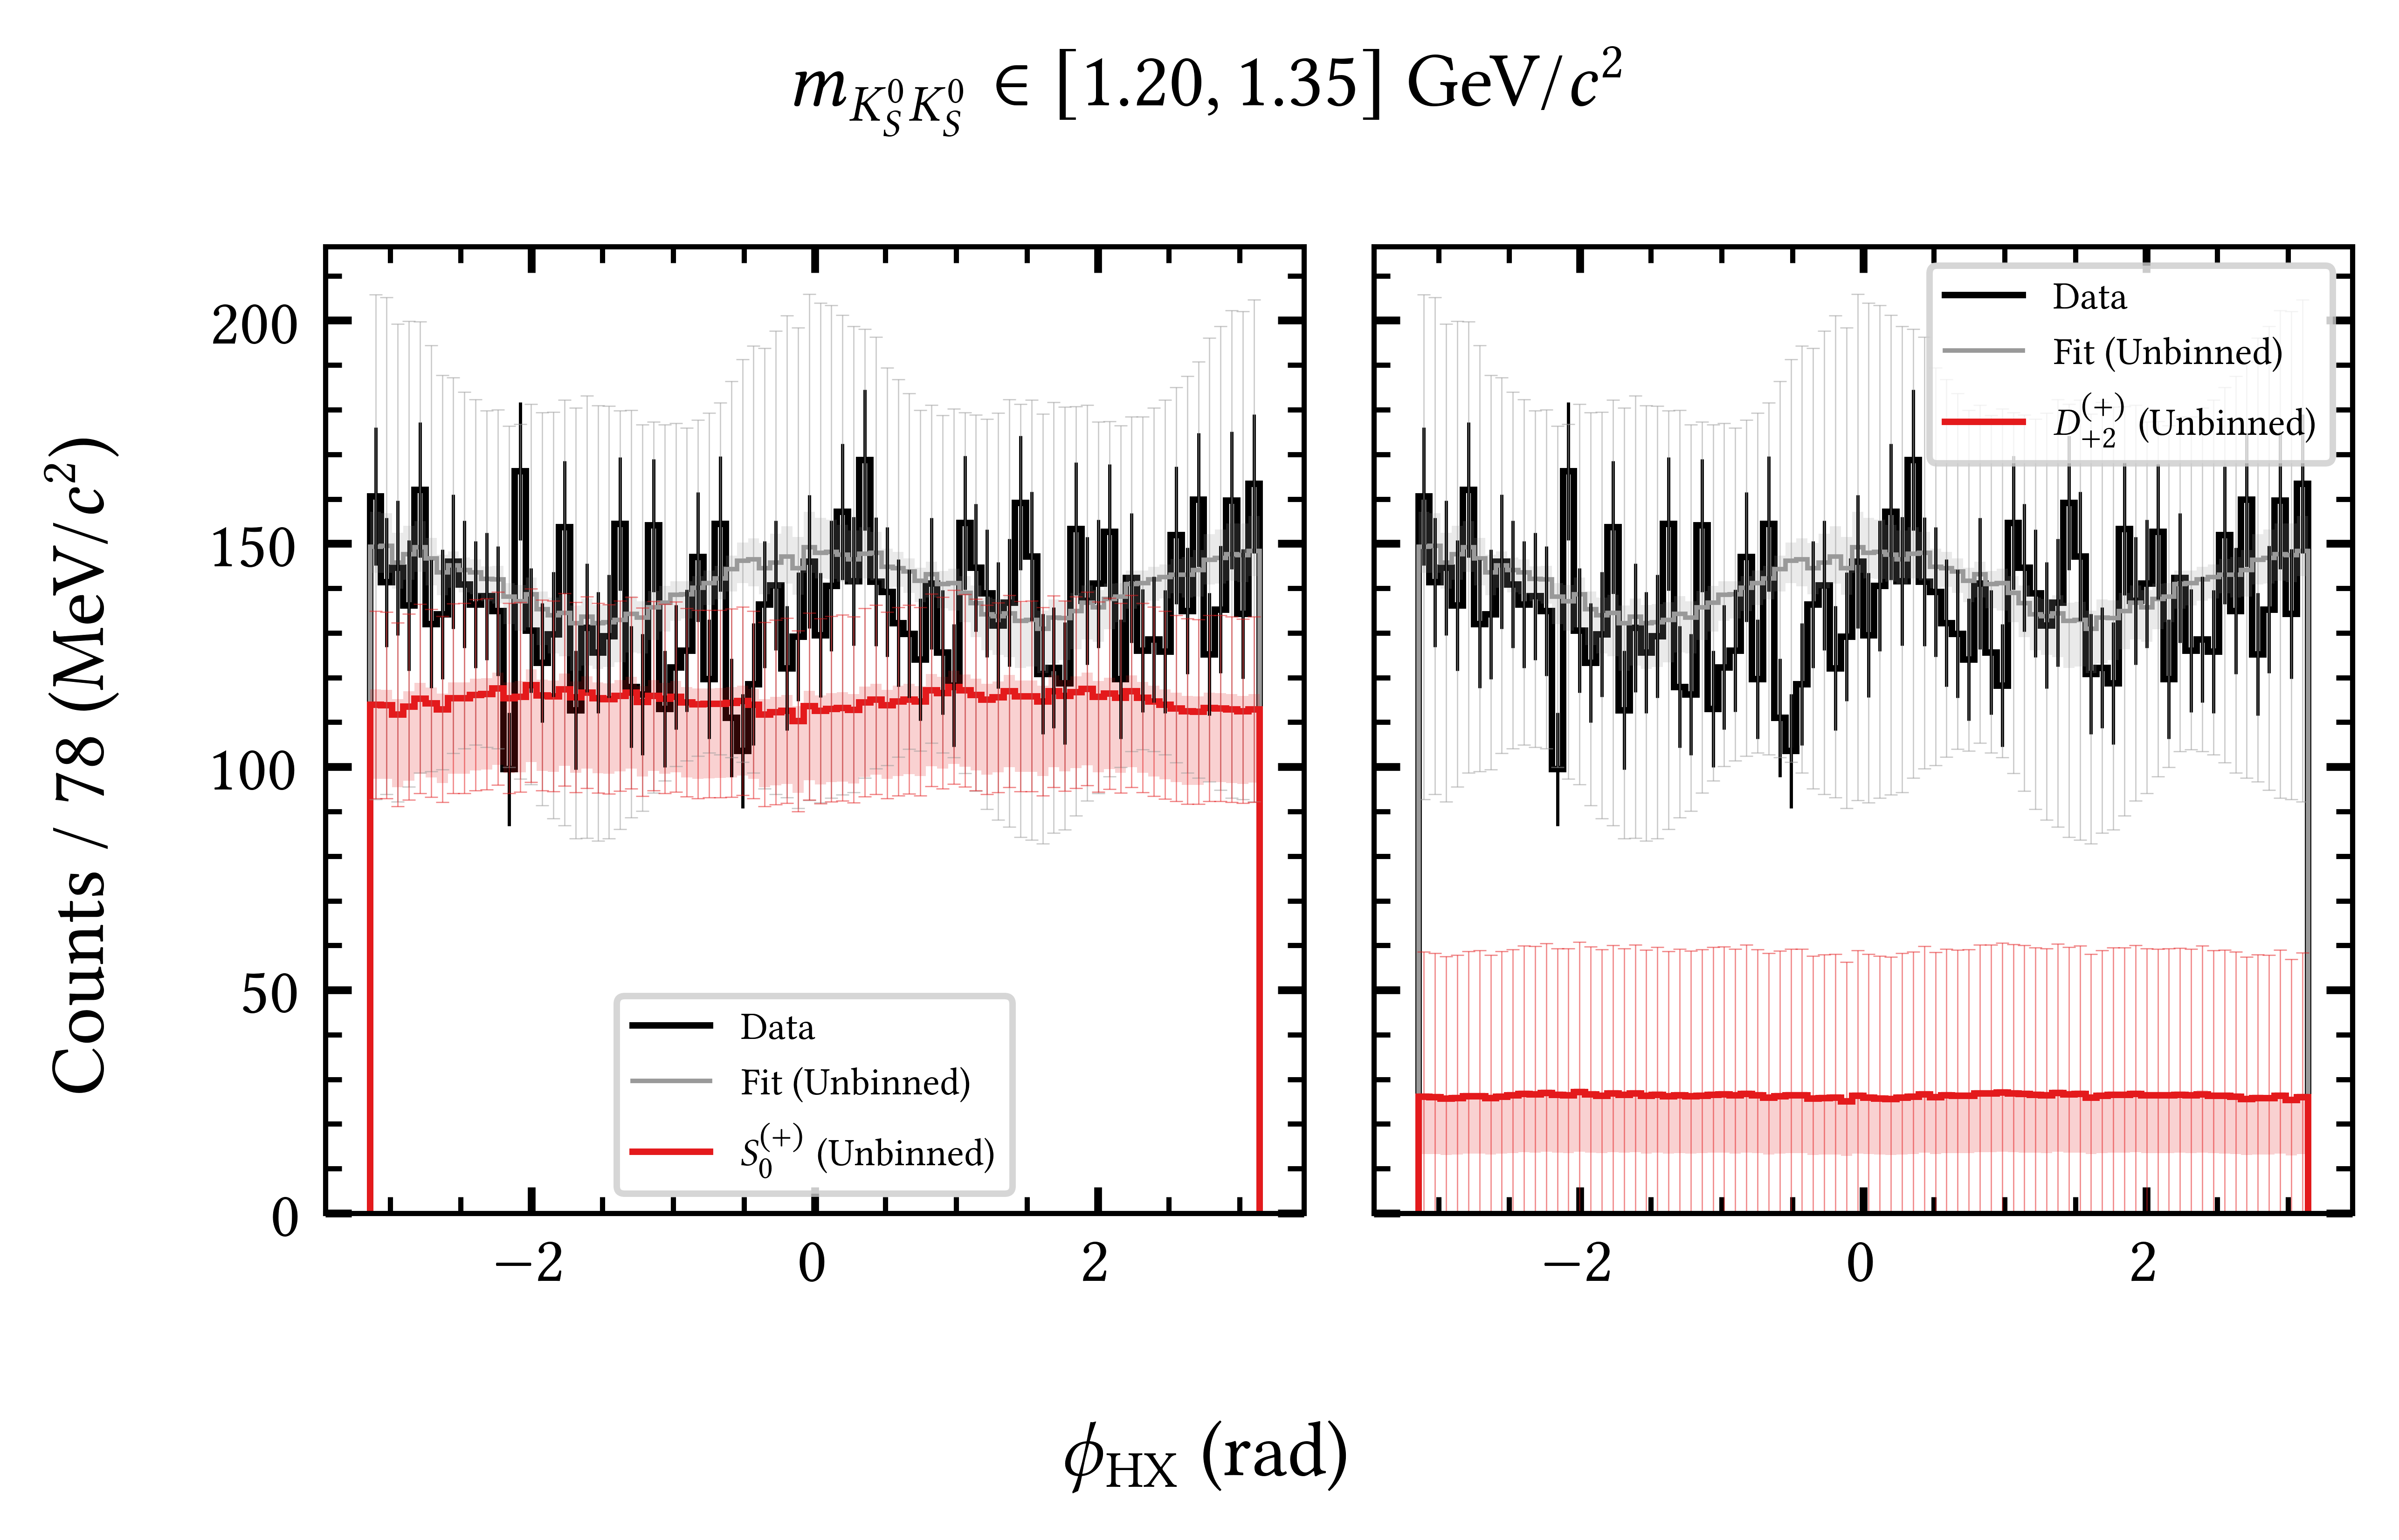 m_{K_S^0 K_S^0} ∈ [1.20, 1.35] GeV/c²
Counts / 78 (MeV/c²)
200
150
100
50
0
Data
Fit (Unbinned)
S_0^{(+)} (Unbinned)
−2 0 2
Data
Fit (Unbinned)
D_{+2}^{(+)} (Unbinned)
−2 0 2
ϕ_{HX} (rad)